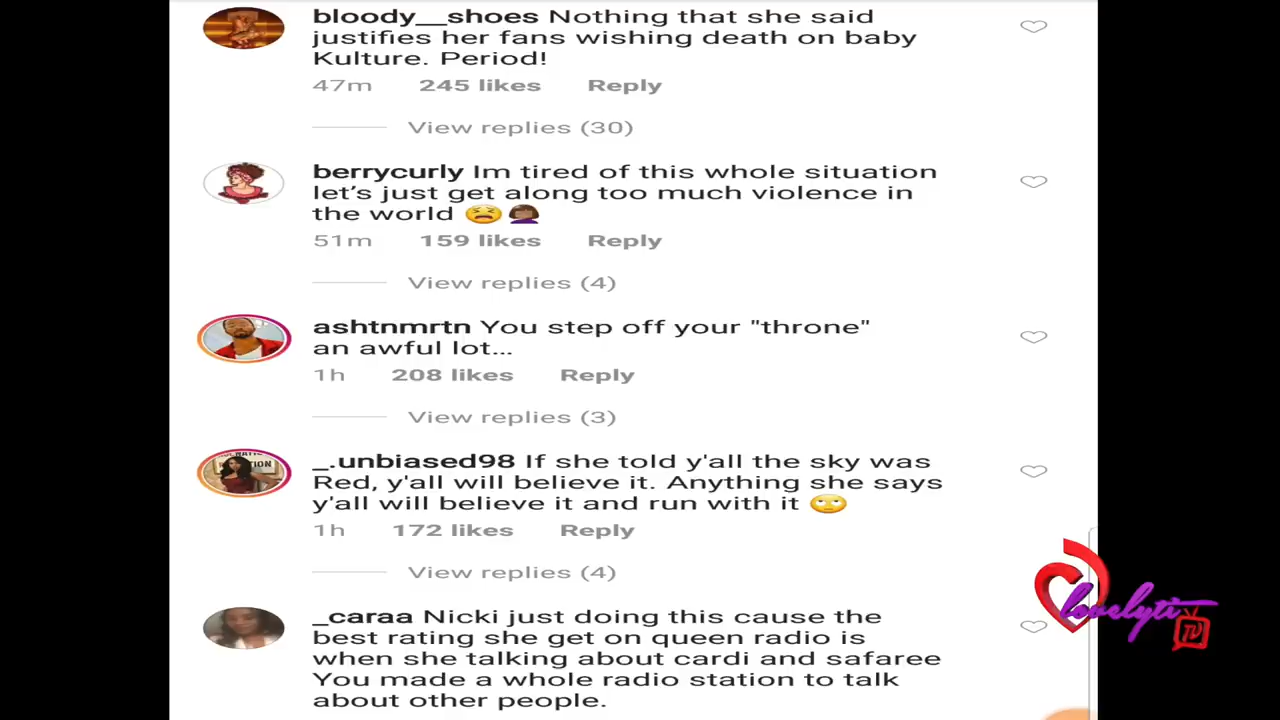 bloody__shoes Nothing that she said
justifies her fans wishing death on baby
Kulture. Period!
47m 245 likes Reply
View replies (30)
berrycurly Im tired of this whole situation
let's just get along too much violence in
the world 😫🤦🏾‍♀️
51m 159 likes Reply
View replies (4)
ashtnmrtn You step off your "throne"
an awful lot...
1h 208 likes Reply
View replies (3)
_.unbiased98 If she told y'all the sky was
Red, y'all will believe it. Anything she says
y'all will believe it and run with it 🙄
1h 172 likes Reply
View replies (4)
_caraa Nicki just doing this cause the
best rating she get on queen radio is
when she talking about cardi and safaree
You made a whole radio station to talk
about other people.
lovelyti
TV